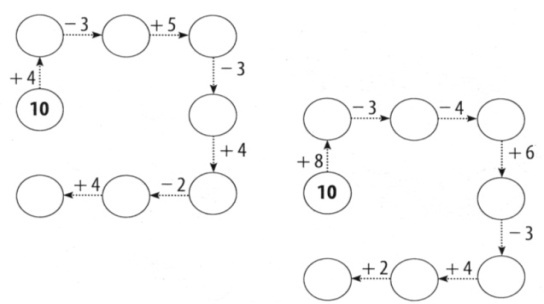 − 3 + 5
− 3
+ 4
10
+ 4
+ 4 − 2
− 3 − 4
+ 6
+ 8
10
− 3
+ 2 + 4